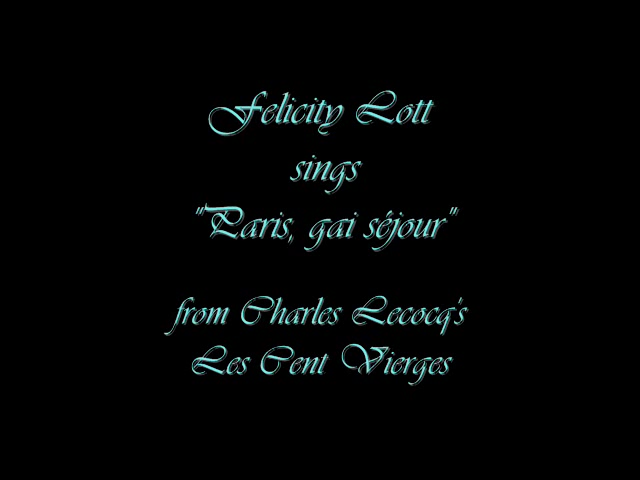 Felicity Lott
sings
"Paris, gai séjour"
from Charles Lecocq's
Les Cent Vierges